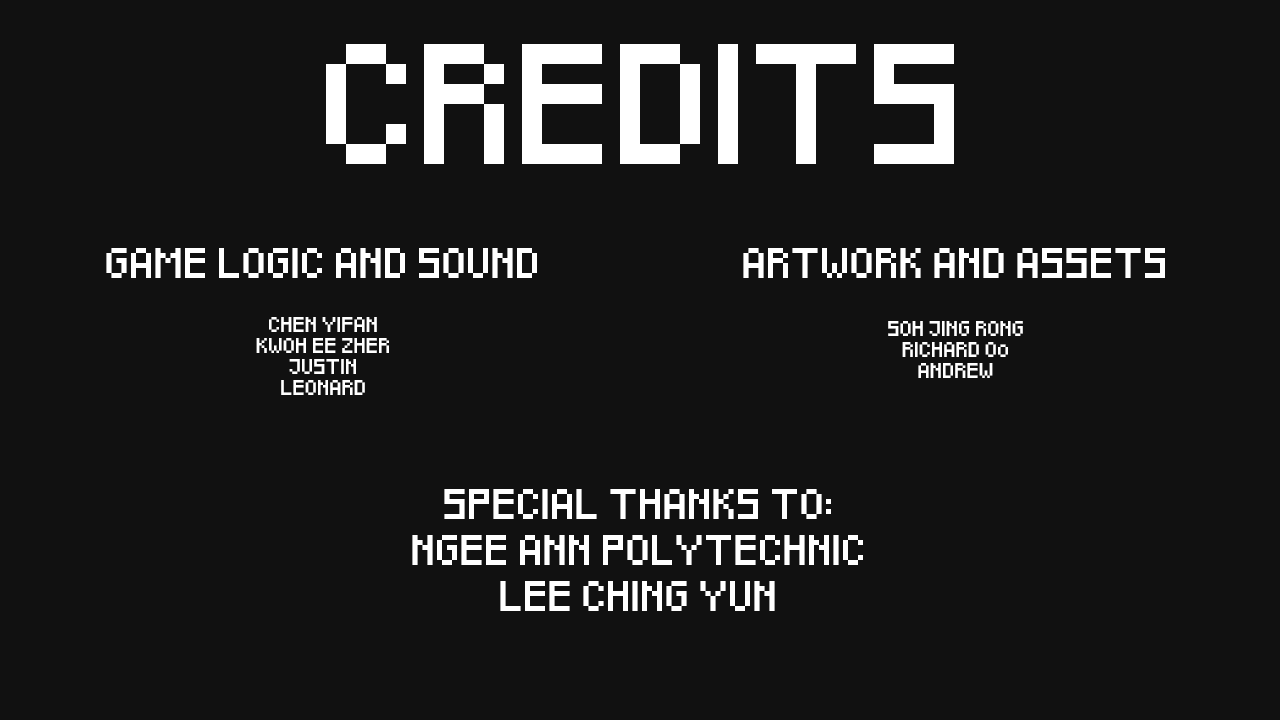 CREDITS
GAME LOGIC AND SOUND
CHEN YIFAN
KWOH EE ZHER
JUSTIN
LEONARD
ARTWORK AND ASSETS
SOH JING RONG
RICHARD Oo
ANDREW
SPECIAL THANKS TO:
NGEE ANN POLYTECHNIC
LEE CHING YUN